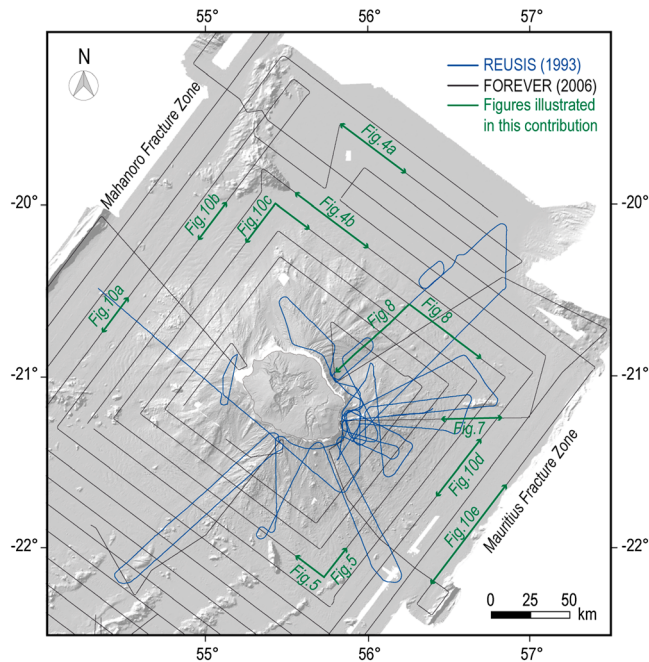 55°
56°
57°
N
REUSIS (1993)
FOREVER (2006)
Figures illustrated
in this contribution
Mahanoro Fracture Zone
Fig.4a
-20°
-20°
Fig.10b
Fig.10c
Fig.4b
Fig.10a
Fig.8
Fig.8
-21°
-21°
Fig.7
Fig.10d
Fig.10e
Mauritius Fracture Zone
-22°
-22°
Fig.5
Fig.5
0 25 50
km
55°
56°
57°